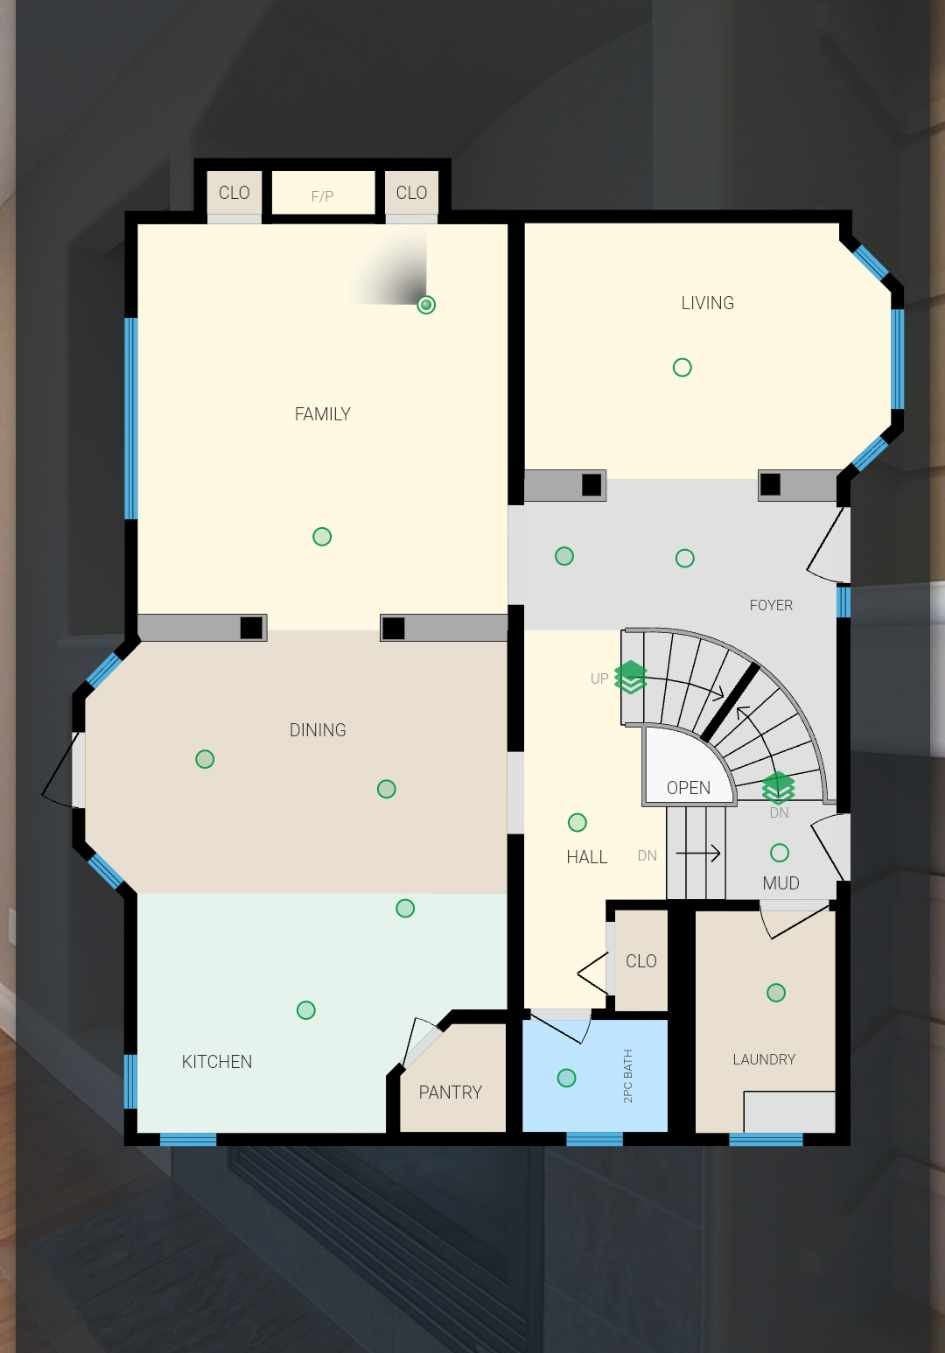 CLO
F/P
CLO
LIVING
FAMILY
FOYER
UP
DINING
OPEN
DN
HALL
DN
MUD
CLO
KITCHEN
PANTRY
2PC BATH
LAUNDRY